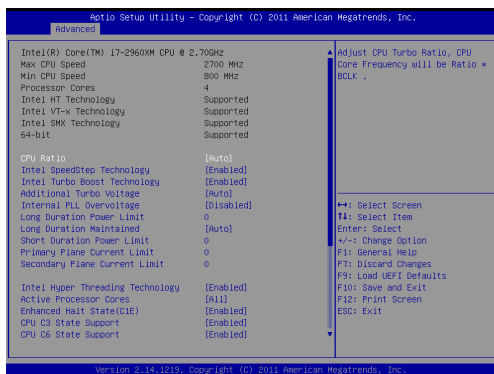 Aptio Setup Utility – Copyright (C) 2011 American Megatrends, Inc.
Advanced
Intel(R) Core(TM) i7-2960XM CPU @ 2.70GHz
Max CPU Speed 2700 MHz
Min CPU Speed 800 MHz
Processor Cores 4
Intel HT Technology Supported
Intel VT-x Technology Supported
Intel SMX Technology Supported
64-bit Supported
CPU Ratio [Auto]
Intel SpeedStep Technology [Enabled]
Intel Turbo Boost Technology [Enabled]
Additional Turbo Voltage [Auto]
Internal PLL Overvoltage [Disabled]
Long Duration Power Limit 0
Long Duration Maintained [Auto]
Short Duration Power Limit 0
Primary Plane Current Limit 0
Secondary Plane Current Limit 0
Intel Hyper Threading Technology [Enabled]
Active Processor Cores [All]
Enhanced Halt State(C1E) [Enabled]
CPU C3 State Support [Enabled]
CPU C6 State Support [Enabled]
Adjust CPU Turbo Ratio, CPU
Core Frequency will be Ratio *
BCLK .
↔: Select Screen
↑↓: Select Item
Enter: Select
+/-: Change Option
F1: General Help
F7: Discard Changes
F9: Load UEFI Defaults
F10: Save and Exit
F12: Print Screen
ESC: Exit
Version 2.14.1219. Copyright (C) 2011 American Megatrends, Inc.